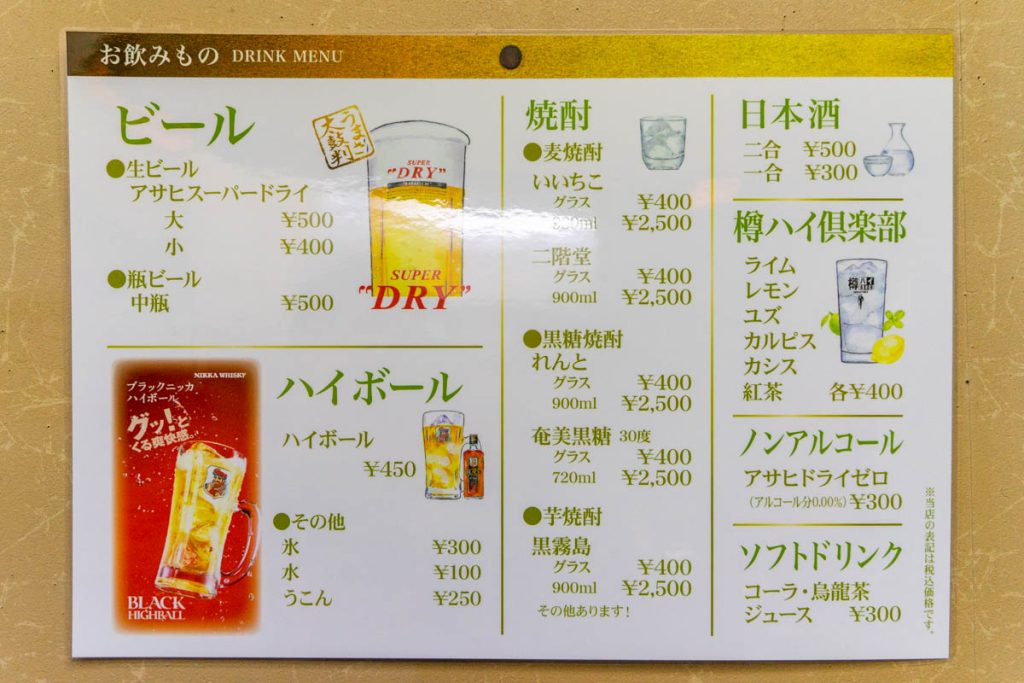 お飲みもの DRINK MENU
ビール
うまさ
太鼓判
●生ビール
アサヒスーパードライ
大 ¥500
小 ¥400
●瓶ビール
中瓶 ¥500
SUPER
"DRY"
SUPER
"DRY"
NIKKA WHISKY
ブラックニッカ
ハイボール
グッ!と
くる爽快感。
BLACK
HIGHBALL
ハイボール
ハイボール
¥450
●その他
氷 ¥300
水 ¥100
うこん ¥250
焼酎
●麦焼酎
いいちこ
グラス ¥400
900ml ¥2,500
二階堂
グラス ¥400
900ml ¥2,500
●黒糖焼酎
れんと
グラス ¥400
900ml ¥2,500
奄美黒糖 30度
グラス ¥400
720ml ¥2,500
●芋焼酎
黒霧島
グラス ¥400
900ml ¥2,500
その他あります!
日本酒
二合 ¥500
一合 ¥300
樽ハイ倶楽部
ライム
レモン
ユズ
カルピス
カシス
紅茶 各¥400
樽ハイ
ノンアルコール
アサヒドライゼロ
(アルコール分0.00%) ¥300
ソフトドリンク
コーラ・烏龍茶
ジュース ¥300
※当店の表記は税込価格です。